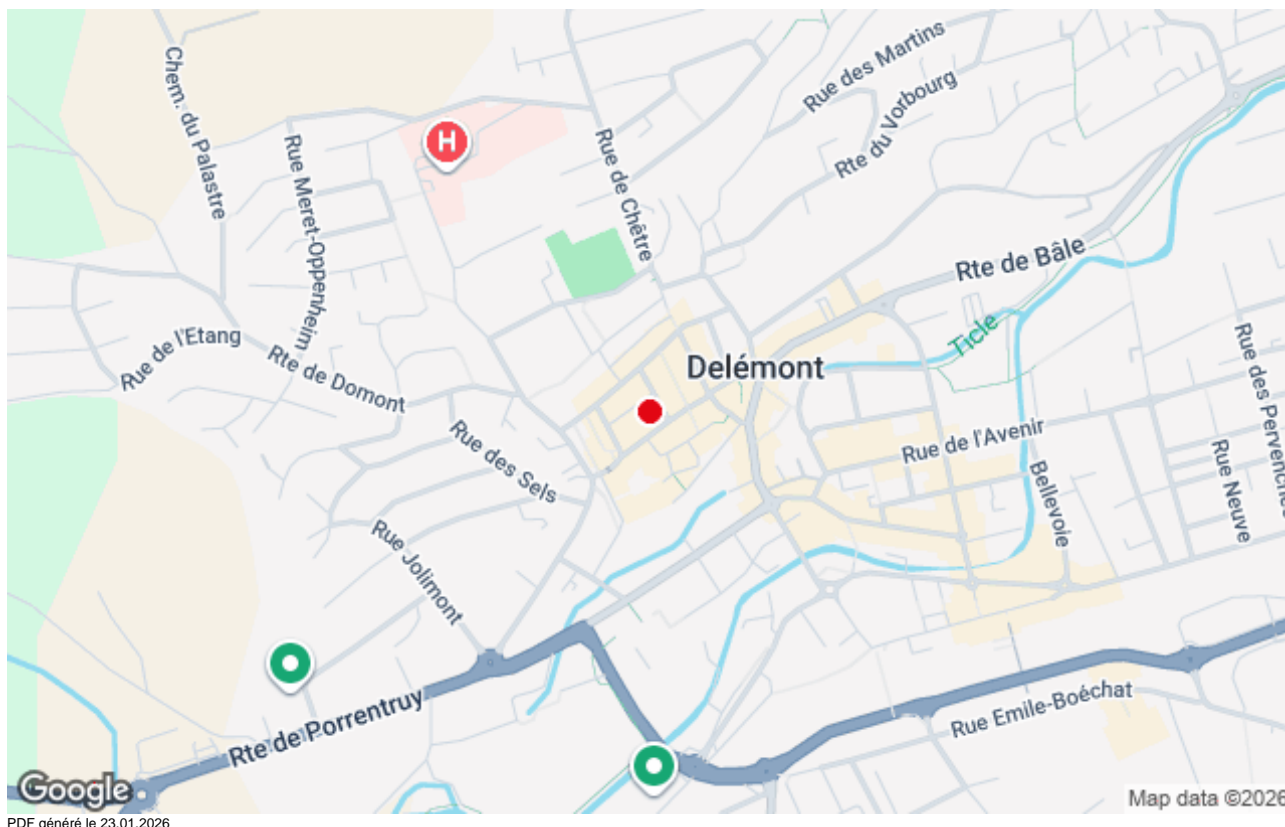 Chem. du Palastre
Rue Meret-Oppenheim
H
Rue de Chêtre
Rue des Martins
Rte du Vorbourg
Rte de Bâle
Ticle
Rue de l'Etang
Rte de Domont
Delémont
Rue des Sels
Rue de l'Avenir
Bellevoie
Rue Neuve
Rue des Pervenches
Rue Jolimont
Rte de Porrentruy
Rue Emile-Boéchat
Google
Map data ©2026
PDF généré le 23.01.2026